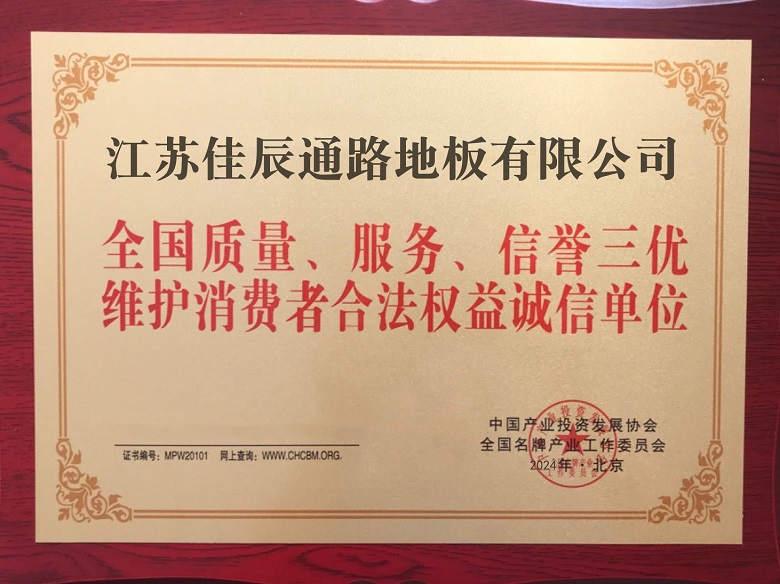 江苏佳辰通路地板有限公司
全国质量、服务、信誉三优
维护消费者合法权益诚信单位
中国产业投资发展协会
全国名牌产业工作委员会
2024年·北京
证书编号：MPW20101 网上查询：WWW.CHCBM.ORG.